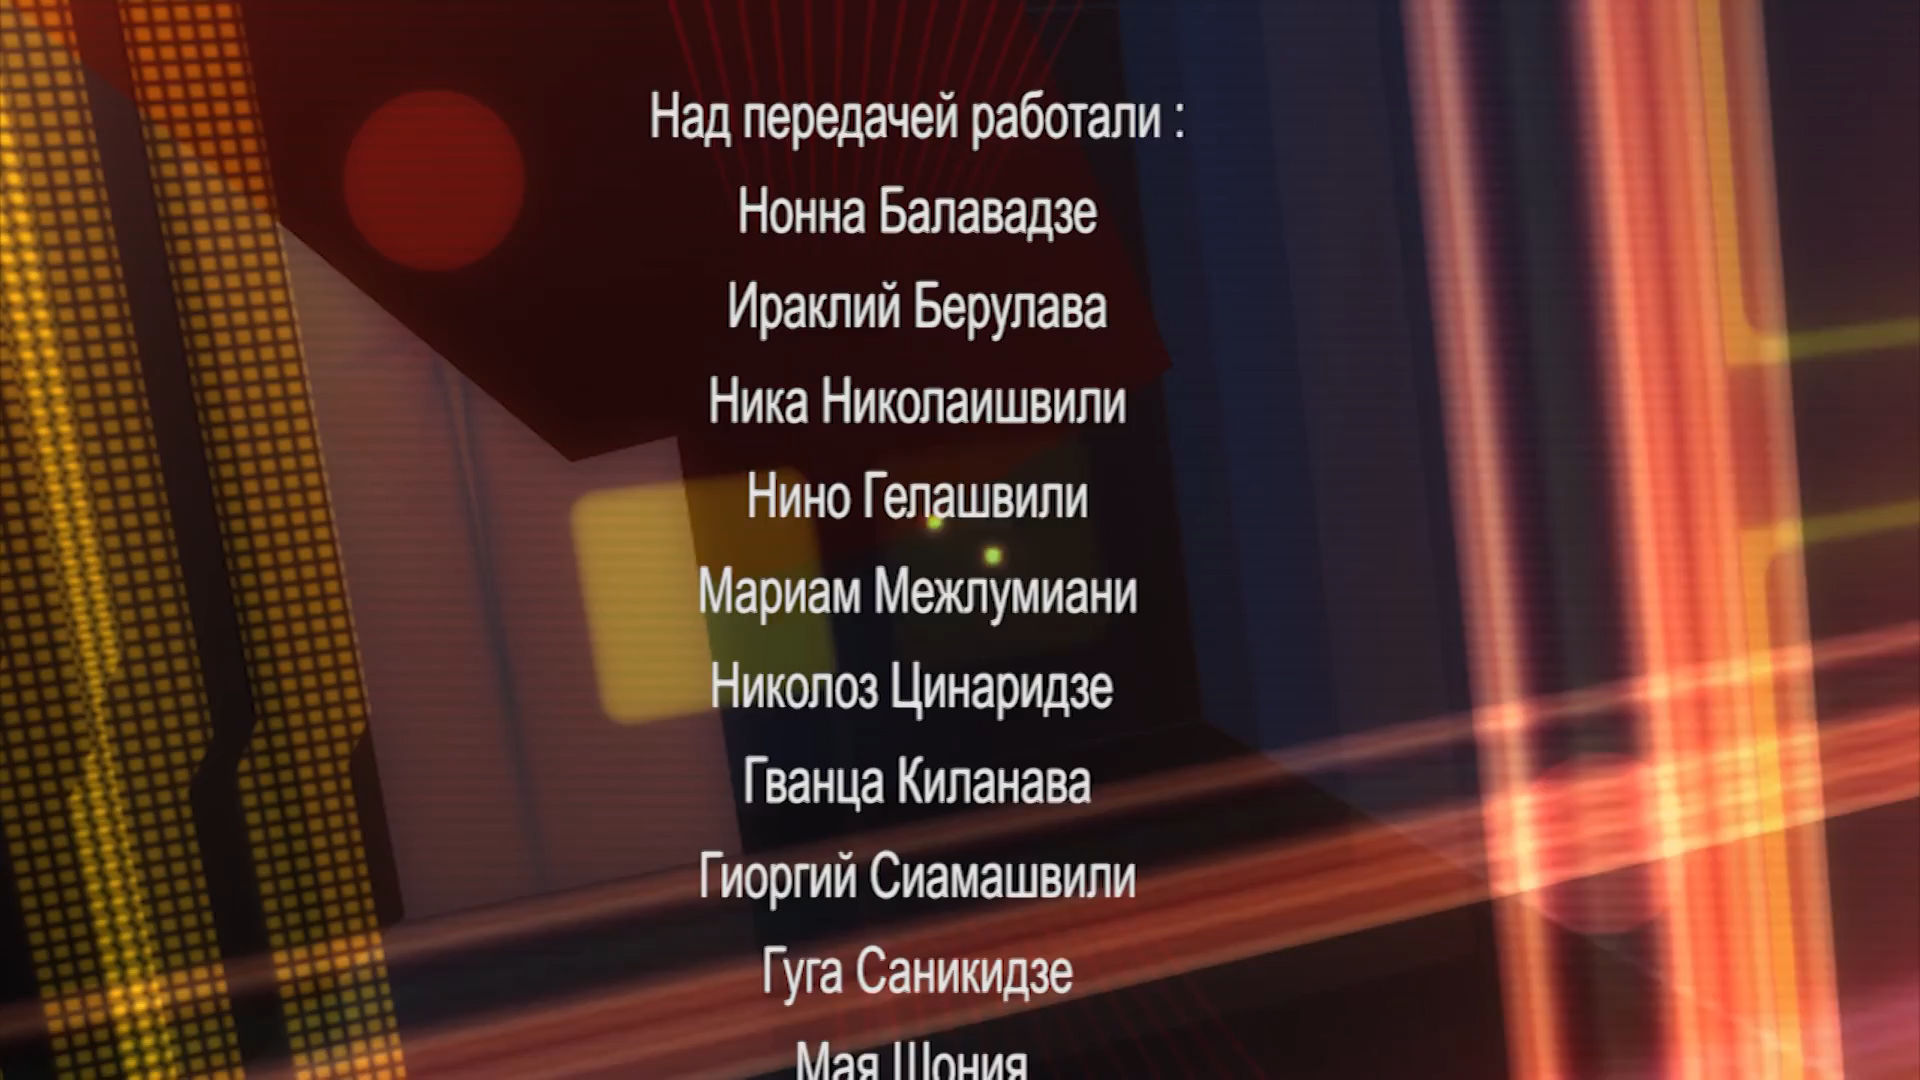 Над передачей работали :
Нонна Балавадзе
Ираклий Берулава
Ника Николаишвили
Нино Гелашвили
Мариам Межлумиани
Николоз Цинаридзе
Гванца Киланава
Гиоргий Сиамашвили
Гуга Саникидзе
Мая Шония